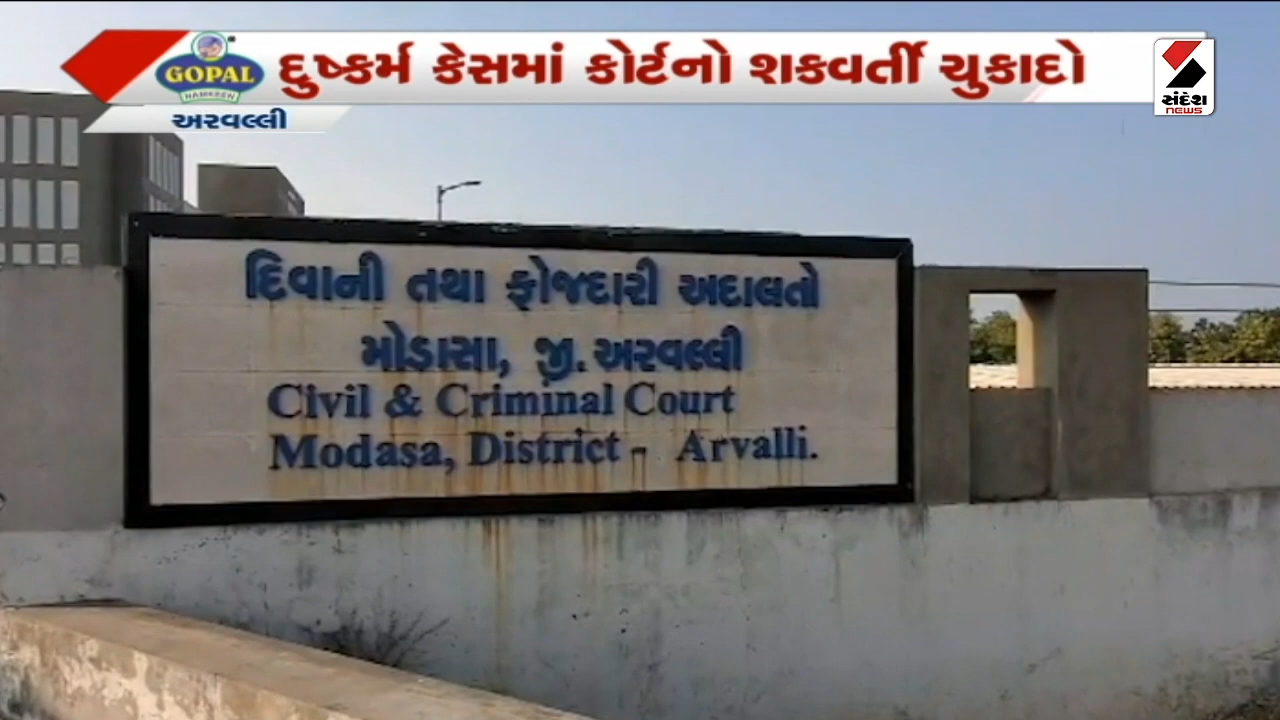 GOPAL
NAMKEEN
દુષ્કર્મ કેસમાં કોર્ટનો શકવર્તી ચુકાદો
સંદેશ
NEWS
અરવલ્લી
દિવાની તથા ફોજદારી અદાલતો
મોડાસા, જી. અરવલ્લી
Civil & Criminal Court
Modasa, District - Arvalli.